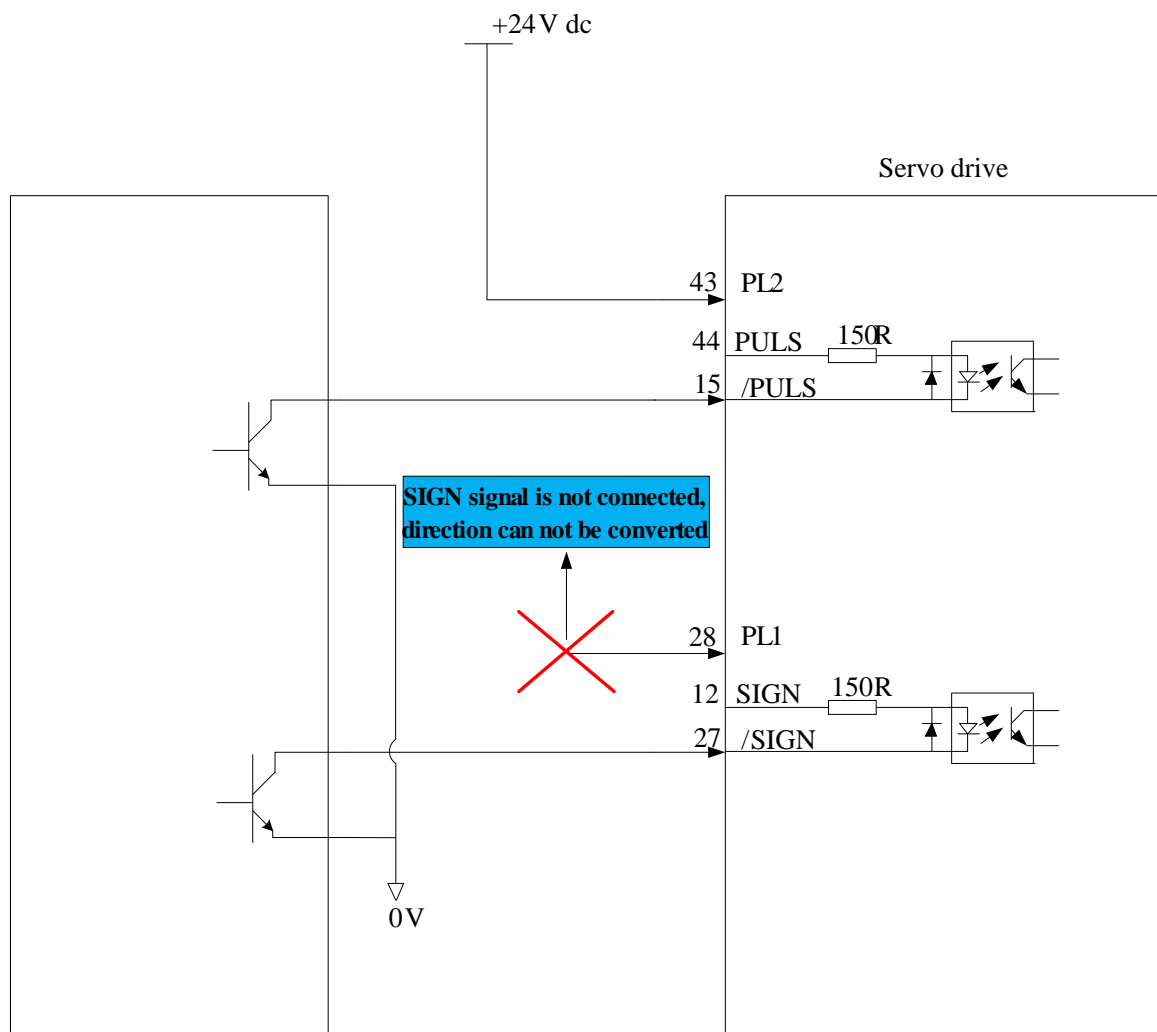 +24V dc
Servo drive
43 PL2
44 PULS 150R
15 /PULS
SIGN signal is not connected,
direction can not be converted
28 PL1
12 SIGN 150R
27 /SIGN
0V